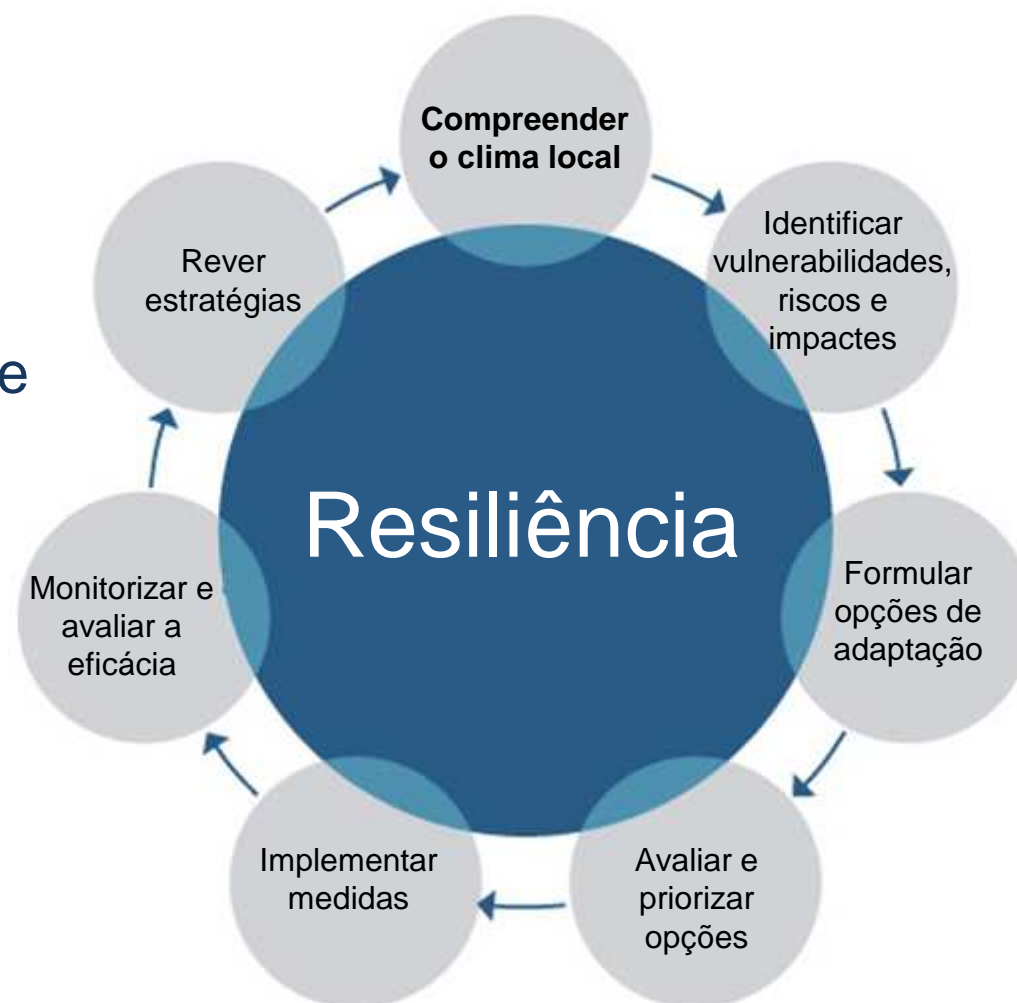 Compreender
o clima local
Identificar
vulnerabilidades,
riscos e
impactes
Formular
opções de
adaptação
Avaliar e
priorizar
opções
Implementar
medidas
Monitorizar e
avaliar a
eficácia
Rever
estratégias
e
Resiliência